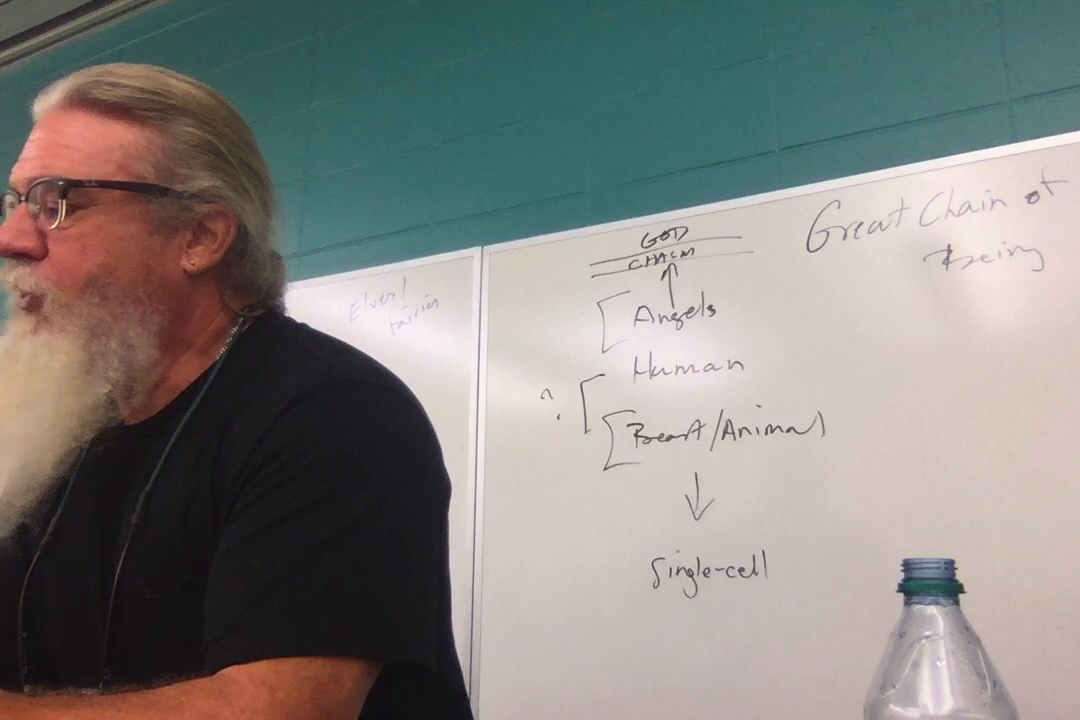 Great Chain of
Being
GOD
CHASM
Angels
Human
?
Beast/Animal
Single-cell
Elves/
fairies